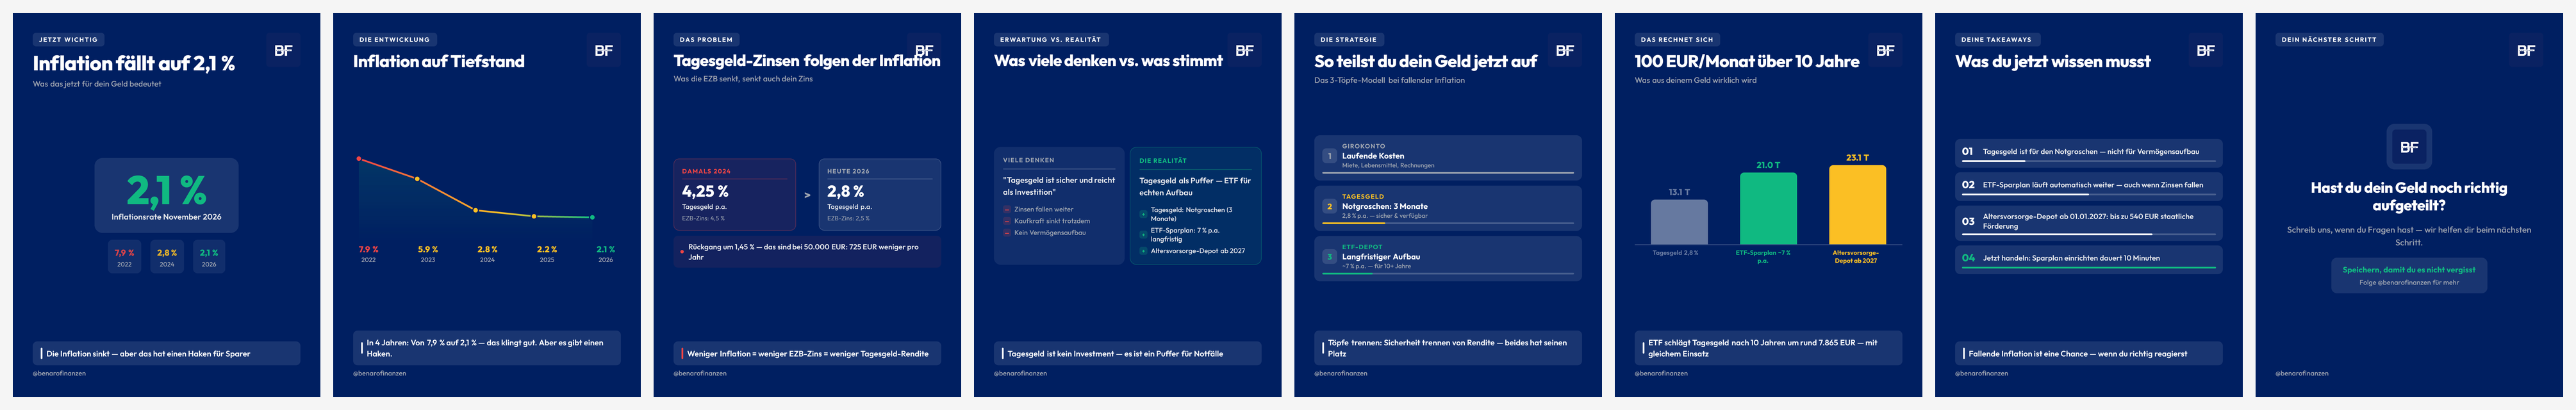 JETZT WICHTIG
BF
Inflation fällt auf 2,1 %
Was das jetzt für dein Geld bedeutet
2,1 %
Inflationsrate November 2026
7,9 %
2022
2,8 %
2024
2,1 %
2026
Die Inflation sinkt — aber das hat einen Haken für Sparer
@benarofinanzen
DIE ENTWICKLUNG
BF
Inflation auf Tiefstand
7.9 %
5.9 %
2.8 %
2.2 %
2.1 %
2022
2023
2024
2025
2026
In 4 Jahren: Von 7,9 % auf 2,1 % — das klingt gut. Aber es gibt einen
Haken.
@benarofinanzen
DAS PROBLEM
BF
Tagesgeld-Zinsen folgen der Inflation
Was die EZB senkt, senkt auch dein Zins
DAMALS 2024
4,25 %
Tagesgeld p.a.
EZB-Zins: 4,5 %
>
HEUTE 2026
2,8 %
Tagesgeld p.a.
EZB-Zins: 2,5 %
Rückgang um 1,45 % — das sind bei 50.000 EUR: 725 EUR weniger pro
Jahr
Weniger Inflation = weniger EZB-Zins = weniger Tagesgeld-Rendite
@benarofinanzen
ERWARTUNG VS. REALITÄT
BF
Was viele denken vs. was stimmt
VIELE DENKEN
"Tagesgeld ist sicher und reicht
als Investition"
Zinsen fallen weiter
Kaufkraft sinkt trotzdem
Kein Vermögensaufbau
DIE REALITÄT
Tagesgeld als Puffer — ETF für
echten Aufbau
Tagesgeld: Notgroschen (3
Monate)
ETF-Sparplan: 7 % p.a.
langfristig
Altersvorsorge-Depot ab 2027
Tagesgeld ist kein Investment — es ist ein Puffer für Notfälle
@benarofinanzen
DIE STRATEGIE
BF
So teilst du dein Geld jetzt auf
Das 3-Töpfe-Modell bei fallender Inflation
1
GIROKONTO
Laufende Kosten
Miete, Lebensmittel, Rechnungen
2
TAGESGELD
Notgroschen: 3 Monate
2,8 % p.a. — sicher & verfügbar
3
ETF-DEPOT
Langfristiger Aufbau
~7 % p.a. — für 10+ Jahre
Töpfe trennen: Sicherheit trennen von Rendite — beides hat seinen
Platz
@benarofinanzen
DAS RECHNET SICH
BF
100 EUR/Monat über 10 Jahre
Was aus deinem Geld wirklich wird
13.1 T
21.0 T
23.1 T
Tagesgeld 2,8 %
ETF-Sparplan ~7 %
p.a.
Altersvorsorge-
Depot ab 2027
ETF schlägt Tagesgeld nach 10 Jahren um rund 7.865 EUR — mit
gleichem Einsatz
@benarofinanzen
DEINE TAKEAWAYS
BF
Was du jetzt wissen musst
01
Tagesgeld ist für den Notgroschen — nicht für Vermögensaufbau
02
ETF-Sparplan läuft automatisch weiter — auch wenn Zinsen fallen
03
Altersvorsorge-Depot ab 01.01.2027: bis zu 540 EUR staatliche
Förderung
04
Jetzt handeln: Sparplan einrichten dauert 10 Minuten
Fallende Inflation ist eine Chance — wenn du richtig reagierst
@benarofinanzen
DEIN NÄCHSTER SCHRITT
BF
BF
Hast du dein Geld noch richtig
aufgeteilt?
Schreib uns, wenn du Fragen hast — wir helfen dir beim nächsten
Schritt.
Speichern, damit du es nicht vergisst
Folge @benarofinanzen für mehr
@benarofinanzen